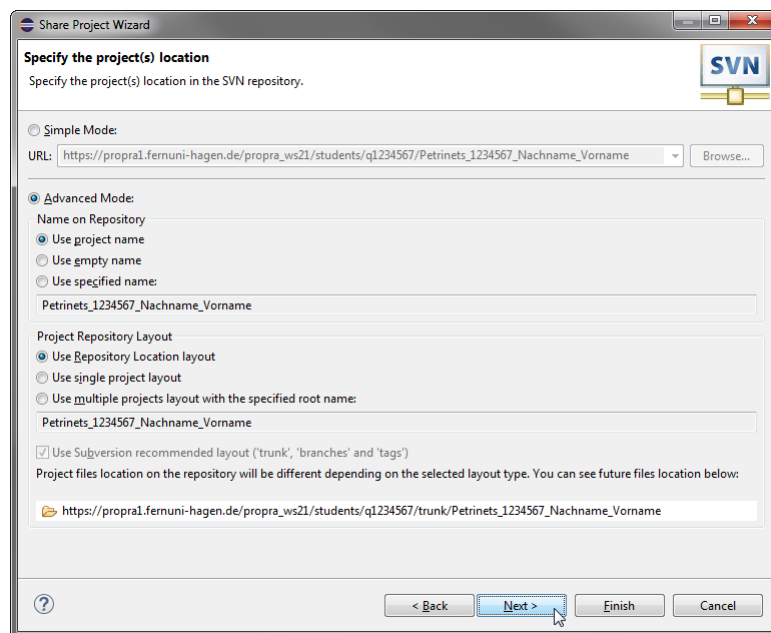 Share Project Wizard
Specify the project(s) location
Specify the project(s) location in the SVN repository.
SVN
Simple Mode:
URL: https://propra1.fernuni-hagen.de/propra_ws21/students/q1234567/Petrinets_1234567_Nachname_Vorname Browse...
Advanced Mode:
Name on Repository
Use project name
Use empty name
Use specified name:
Petrinets_1234567_Nachname_Vorname
Project Repository Layout
Use Repository Location layout
Use single project layout
Use multiple projects layout with the specified root name:
Petrinets_1234567_Nachname_Vorname
Use Subversion recommended layout ('trunk', 'branches' and 'tags')
Project files location on the repository will be different depending on the selected layout type. You can see future files location below:
https://propra1.fernuni-hagen.de/propra_ws21/students/q1234567/trunk/Petrinets_1234567_Nachname_Vorname
? < Back Next > Finish Cancel